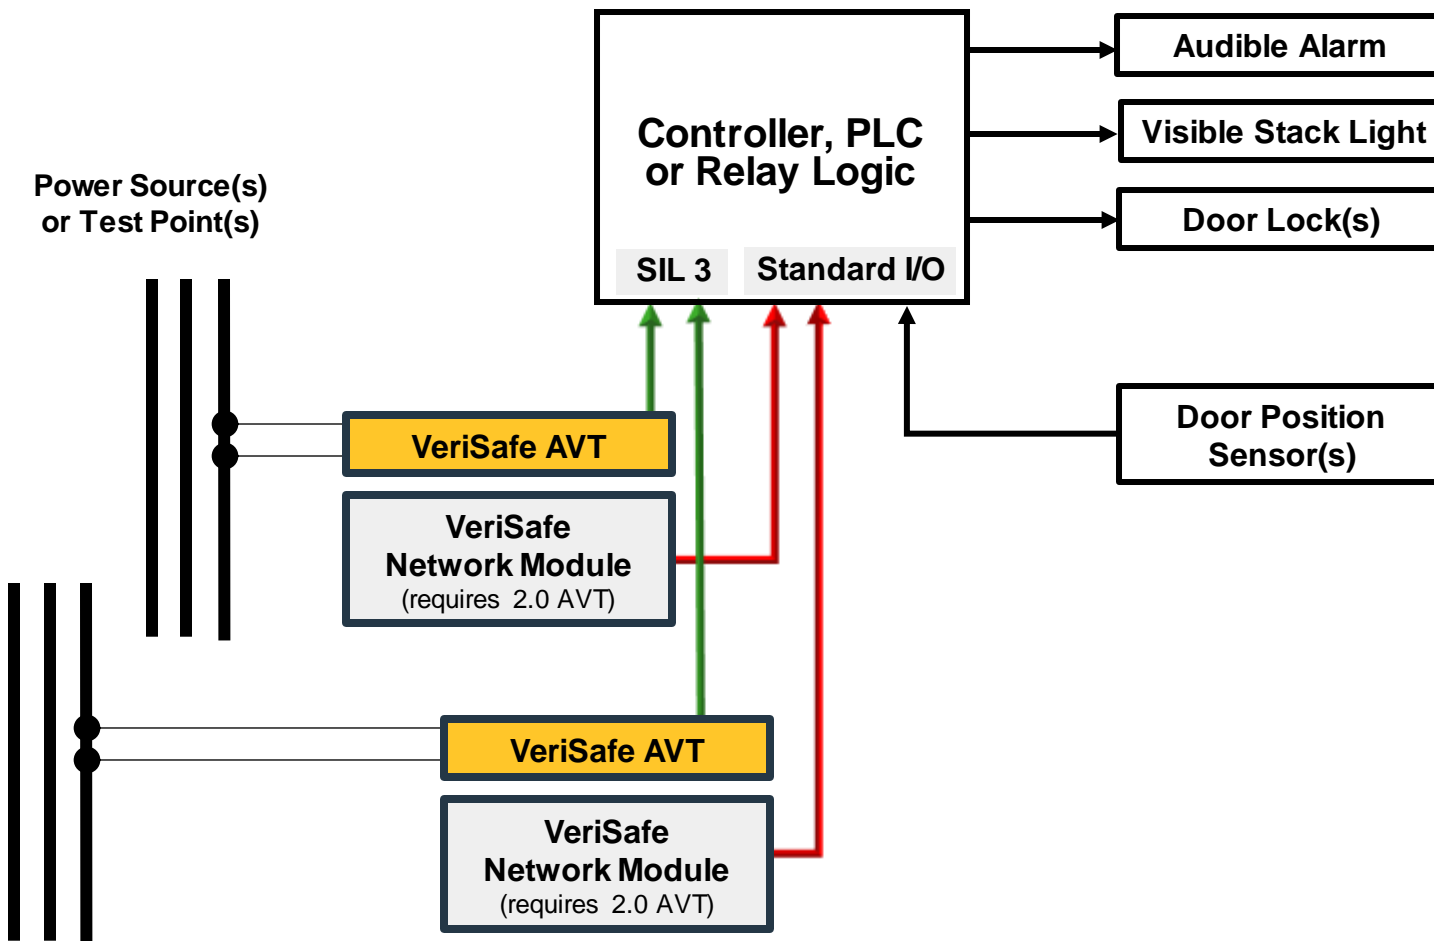 Audible Alarm
Controller, PLC
or Relay Logic
Visible Stack Light
Power Source(s)
or Test Point(s)
Door Lock(s)
SIL 3
Standard I/O
Door Position
Sensor(s)
VeriSafe AVT
VeriSafe
Network Module
(requires 2.0 AVT)
VeriSafe AVT
VeriSafe
Network Module
(requires 2.0 AVT)